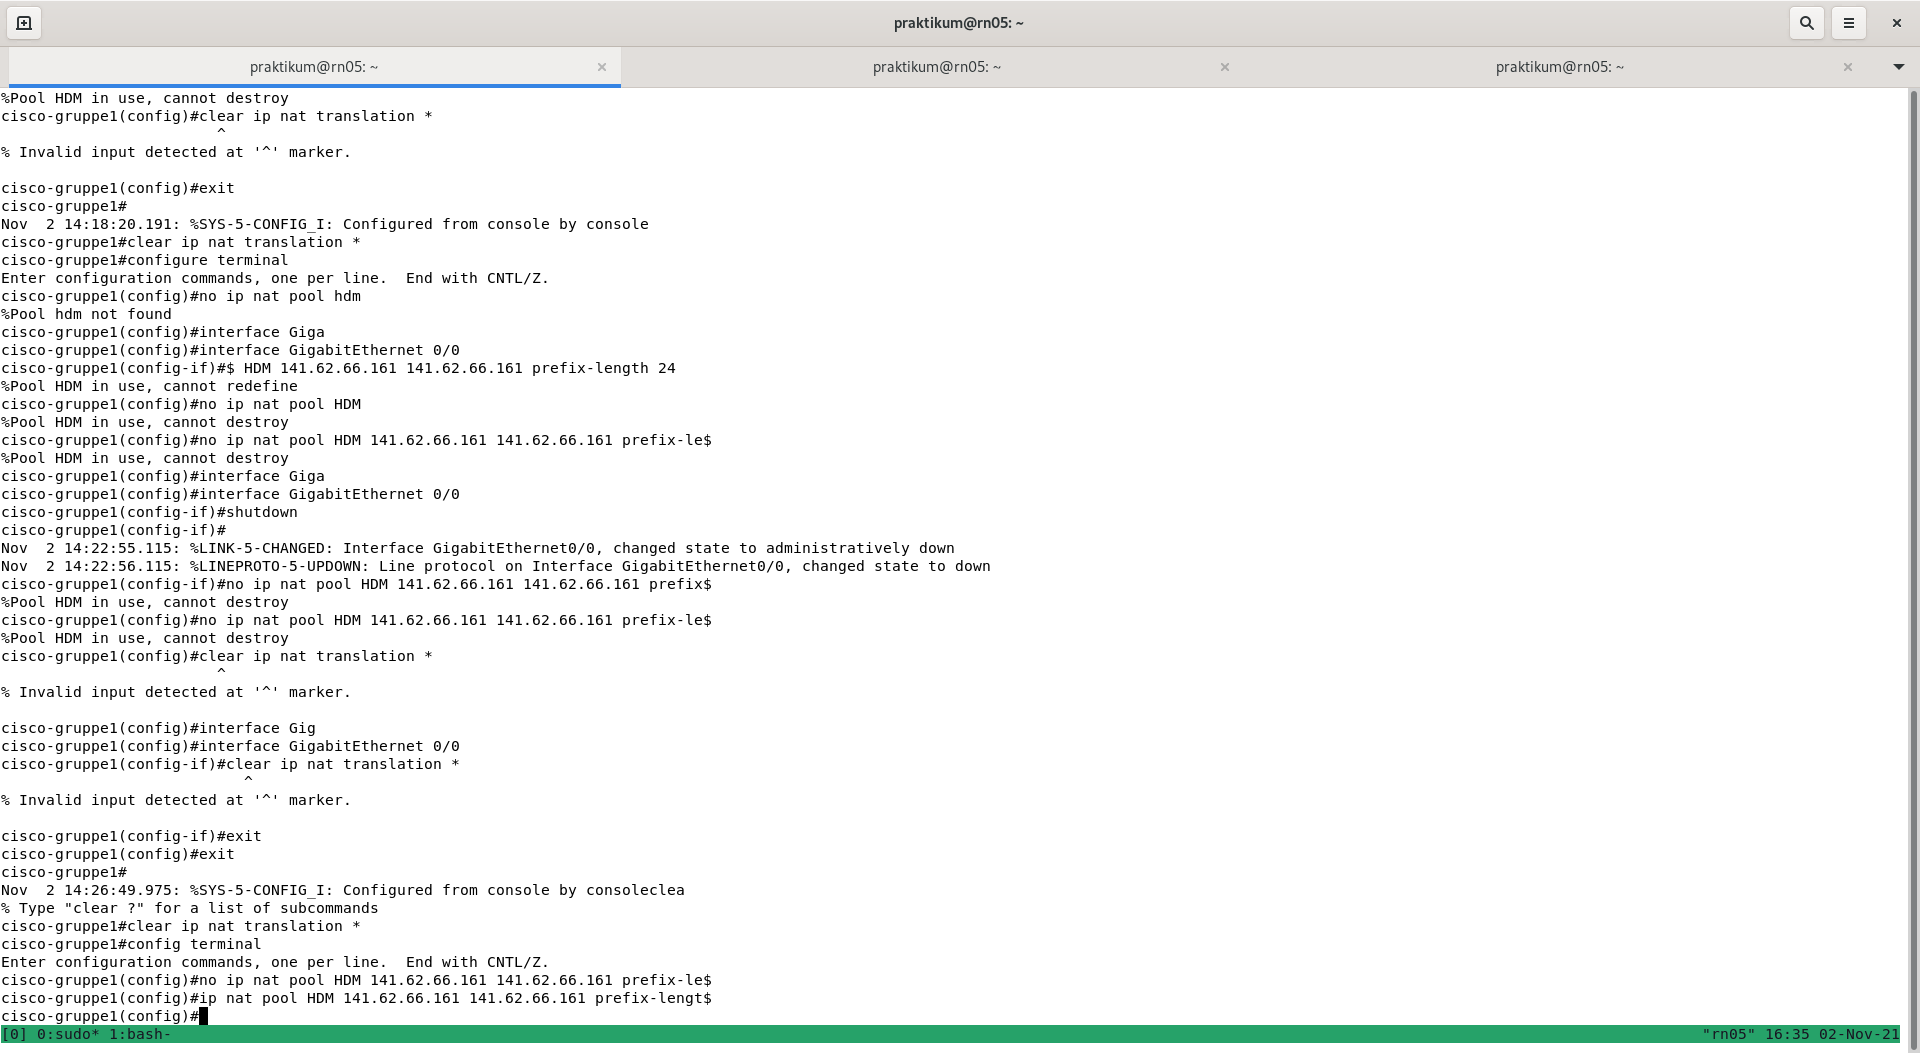 praktikum@rn05: ~
praktikum@rn05: ~ praktikum@rn05: ~ praktikum@rn05: ~
%Pool HDM in use, cannot destroy
cisco-gruppe1(config)#clear ip nat translation *
^
% Invalid input detected at '^' marker.
cisco-gruppe1(config)#exit
cisco-gruppe1#
Nov  2 14:18:20.191: %SYS-5-CONFIG_I: Configured from console by console
cisco-gruppe1#clear ip nat translation *
cisco-gruppe1#configure terminal
Enter configuration commands, one per line.  End with CNTL/Z.
cisco-gruppe1(config)#no ip nat pool hdm
%Pool hdm not found
cisco-gruppe1(config)#interface Giga
cisco-gruppe1(config)#interface GigabitEthernet 0/0
cisco-gruppe1(config-if)#$ HDM 141.62.66.161 141.62.66.161 prefix-length 24
%Pool HDM in use, cannot redefine
cisco-gruppe1(config)#no ip nat pool HDM
%Pool HDM in use, cannot destroy
cisco-gruppe1(config)#no ip nat pool HDM 141.62.66.161 141.62.66.161 prefix-le$
%Pool HDM in use, cannot destroy
cisco-gruppe1(config)#interface Giga
cisco-gruppe1(config)#interface GigabitEthernet 0/0
cisco-gruppe1(config-if)#shutdown
cisco-gruppe1(config-if)#
Nov  2 14:22:55.115: %LINK-5-CHANGED: Interface GigabitEthernet0/0, changed state to administratively down
Nov  2 14:22:56.115: %LINEPROTO-5-UPDOWN: Line protocol on Interface GigabitEthernet0/0, changed state to down
cisco-gruppe1(config-if)#no ip nat pool HDM 141.62.66.161 141.62.66.161 prefix$
%Pool HDM in use, cannot destroy
cisco-gruppe1(config)#no ip nat pool HDM 141.62.66.161 141.62.66.161 prefix-le$
%Pool HDM in use, cannot destroy
cisco-gruppe1(config)#clear ip nat translation *
^
% Invalid input detected at '^' marker.
cisco-gruppe1(config)#interface Gig
cisco-gruppe1(config)#interface GigabitEthernet 0/0
cisco-gruppe1(config-if)#clear ip nat translation *
^
% Invalid input detected at '^' marker.
cisco-gruppe1(config-if)#exit
cisco-gruppe1(config)#exit
cisco-gruppe1#
Nov  2 14:26:49.975: %SYS-5-CONFIG_I: Configured from console by consoleclea
% Type "clear ?" for a list of subcommands
cisco-gruppe1#clear ip nat translation *
cisco-gruppe1#config terminal
Enter configuration commands, one per line.  End with CNTL/Z.
cisco-gruppe1(config)#no ip nat pool HDM 141.62.66.161 141.62.66.161 prefix-le$
cisco-gruppe1(config)#ip nat pool HDM 141.62.66.161 141.62.66.161 prefix-lengt$
cisco-gruppe1(config)#
[0] 0:sudo* 1:bash- "rn05" 16:35 02-Nov-21